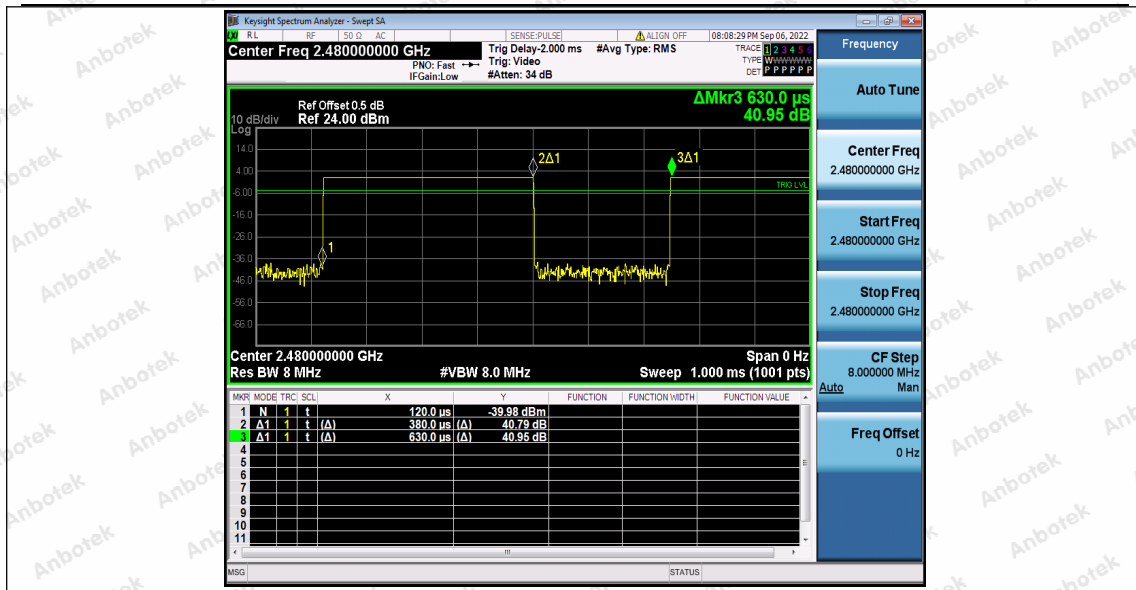 Keysight Spectrum Analyzer - Swept SA
LXI RL RF 50 Ω AC SENSE:PULSE ALIGN OFF 08:08:29 PM Sep 06, 2022
Center Freq 2.480000000 GHz Trig Delay-2.000 ms #Avg Type: RMS TRACE 1 2 3 4 5 6
PNO: Fast Trig: Video TYPE WWWWWW
IFGain:Low #Atten: 34 dB DET P P P P P P
Ref Offset 0.5 dB ΔMkr3 630.0 µs
10 dB/div Ref 24.00 dBm 40.95 dB
Log
14.0
4.00
-6.00
-16.0
-26.0
-36.0
-46.0
-56.0
-66.0
2Δ1
3Δ1
TRIG LVL
1
Center 2.480000000 GHz Span 0 Hz
Res BW 8 MHz #VBW 8.0 MHz Sweep 1.000 ms (1001 pts)
MKR MODE TRC SCL X Y FUNCTION FUNCTION WIDTH FUNCTION VALUE
1 N 1 t 120.0 µs -39.98 dBm
2 Δ1 1 t (Δ) 380.0 µs (Δ) 40.79 dB
3 Δ1 1 t (Δ) 630.0 µs (Δ) 40.95 dB
4
5
6
7
8
9
10
11
MSG STATUS
Frequency
Auto Tune
Center Freq
2.480000000 GHz
Start Freq
2.480000000 GHz
Stop Freq
2.480000000 GHz
CF Step
8.000000 MHz
Auto Man
Freq Offset
0 Hz
Anbotek